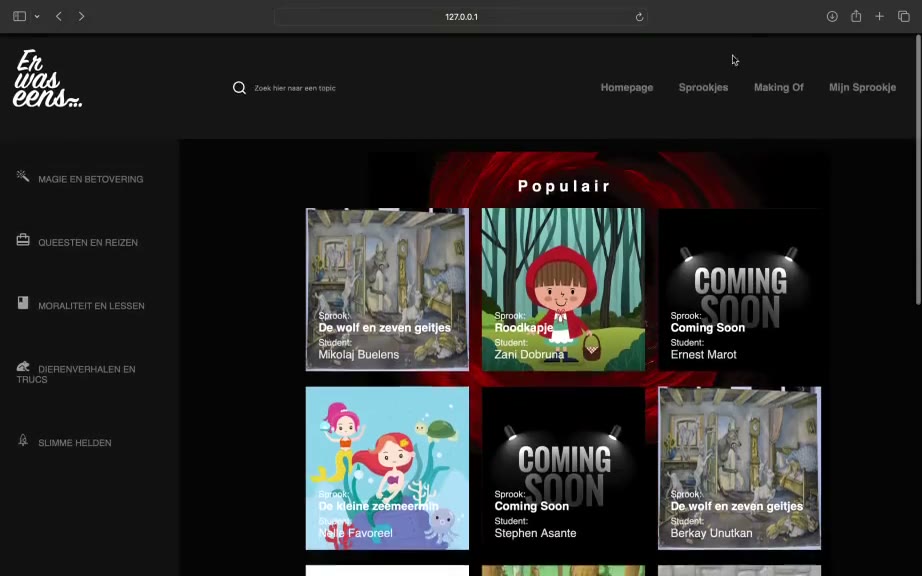 127.0.0.1
Er
was
eens...
Zoek hier naar een topic
Homepage
Sprookjes
Making Of
Mijn Sprookje
MAGIE EN BETOVERING
QUEESTEN EN REIZEN
MORALITEIT EN LESSEN
DIERENVERHALEN EN
TRUCS
SLIMME HELDEN
Populair
Sprook:
De wolf en zeven geitjes
Student:
Mikolaj Buelens
Sprook:
Roodkapje
Student:
Zani Dobruna
COMING
SOON
Sprook:
Coming Soon
Student:
Ernest Marot
Sprook:
De kleine zeemeermin
Student:
Nelle Favoreel
COMING
SOON
Sprook:
Coming Soon
Student:
Stephen Asante
Sprook:
De wolf en zeven geitjes
Student:
Berkay Unutkan